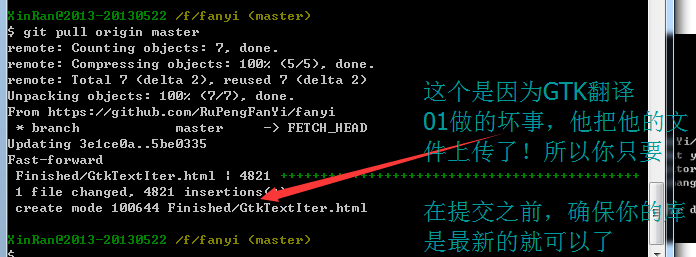 XinRan@2013-20130522 /f/fanyi (master)
$ git pull origin master
remote: Counting objects: 7, done.
remote: Compressing objects: 100% (5/5), done.
remote: Total 7 (delta 2), reused 7 (delta 2)
Unpacking objects: 100% (7/7), done.
From https://github.com/RuPengFanYi/fanyi
* branch master -> FETCH_HEAD
Updating 3e1ce0a..5be0335
Fast-forward
Finished/GtkTextIter.html | 4821 +++++++++++++++++++++++++++++++++++++++++++
1 file changed, 4821 insertions(+)
create mode 100644 Finished/GtkTextIter.html
XinRan@2013-20130522 /f/fanyi (master)
$
这个是因为GTK翻译
01做的坏事，他把他的文
件上传了！所以你只要
在提交之前，确保你的库
是最新的就可以了